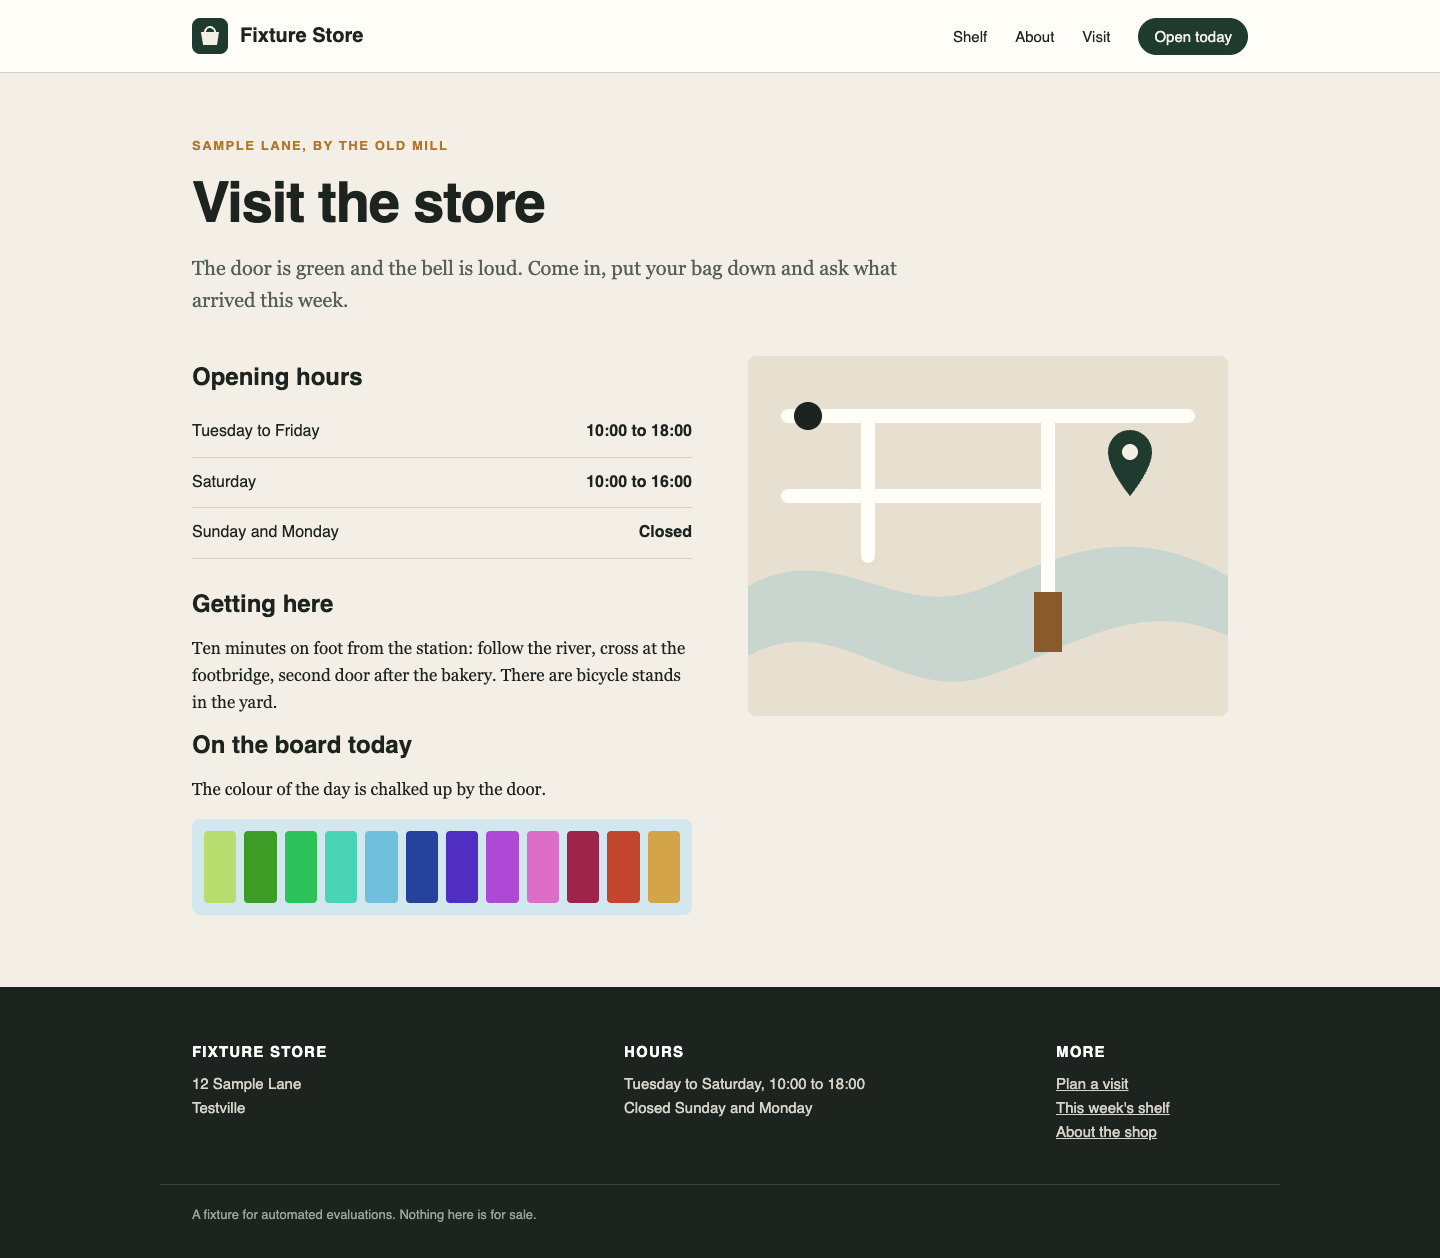 Fixture Store
Shelf About Visit Open today
SAMPLE LANE, BY THE OLD MILL
Visit the store
The door is green and the bell is loud. Come in, put your bag down and ask what
arrived this week.
Opening hours
Tuesday to Friday 10:00 to 18:00
Saturday 10:00 to 16:00
Sunday and Monday Closed
Getting here
Ten minutes on foot from the station: follow the river, cross at the
footbridge, second door after the bakery. There are bicycle stands
in the yard.
On the board today
The colour of the day is chalked up by the door.
FIXTURE STORE
12 Sample Lane
Testville
HOURS
Tuesday to Saturday, 10:00 to 18:00
Closed Sunday and Monday
MORE
Plan a visit
This week's shelf
About the shop
A fixture for automated evaluations. Nothing here is for sale.